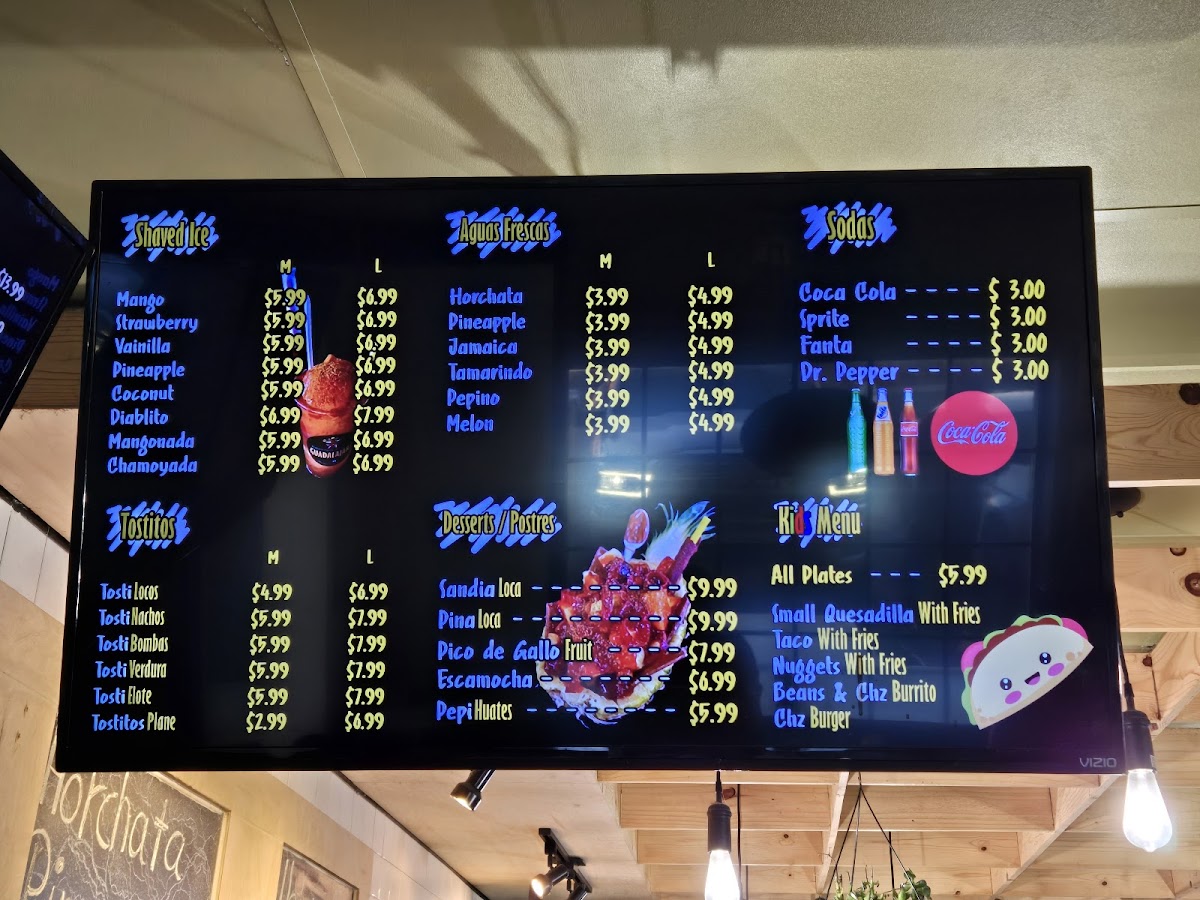 Shaved Ice
M L
Mango $5.99 $6.99
Strawberry $5.99 $6.99
Vainilla $5.99 $6.99
Pineapple $5.99 $6.99
Coconut $5.99 $6.99
Diablito $6.99 $7.99
Mangonada $5.99 $6.99
Chamoyada $5.99 $6.99
Aguas Frescas
M L
Horchata $3.99 $4.99
Pineapple $3.99 $4.99
Jamaica $3.99 $4.99
Tamarindo $3.99 $4.99
Pepino $3.99 $4.99
Melon $3.99 $4.99
Sodas
Coca Cola - - - - - $ 3.00
Sprite - - - - - $ 3.00
Fanta - - - - - $ 3.00
Dr. Pepper - - - - - $ 3.00
Coca-Cola
Tostitos
M L
Tosti Locos $4.99 $6.99
Tosti Nachos $5.99 $7.99
Tosti Bombas $5.99 $7.99
Tosti Verdura $5.99 $7.99
Tosti Elote $5.99 $7.99
Tostitos Plane $2.99 $6.99
Desserts / Postres
Sandia Loca - - - - - - - - - - $9.99
Pina Loca - - - - - - - - - - - $9.99
Pico de Gallo Fruit - - - - - $7.99
Escamocha - - - - - - - - - $6.99
Pepi Huates - - - - - - - - - - $5.99
Kids Menu
All Plates - - - $5.99
Small Quesadilla With Fries
Taco With Fries
Nuggets With Fries
Beans & Chz Burrito
Chz Burger
VIZIO
$13.99
Horchata